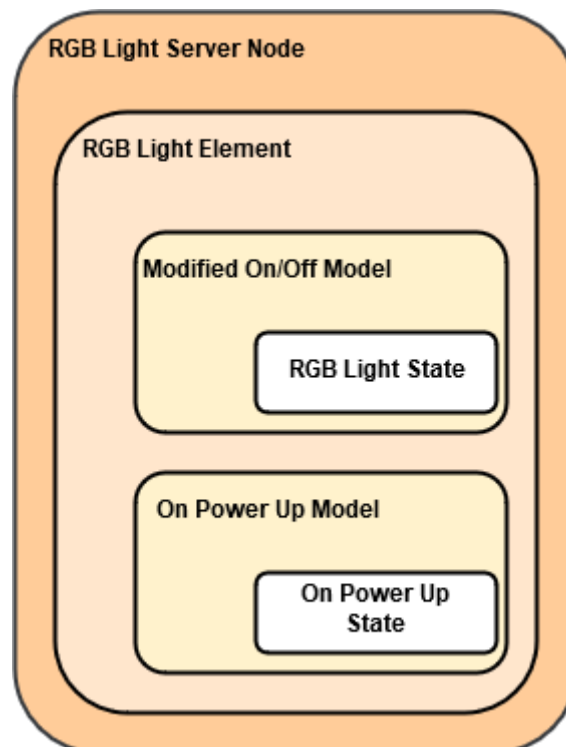 RGB Light Server Node
RGB Light Element
Modified On/Off Model
RGB Light State
On Power Up Model
On Power Up
State